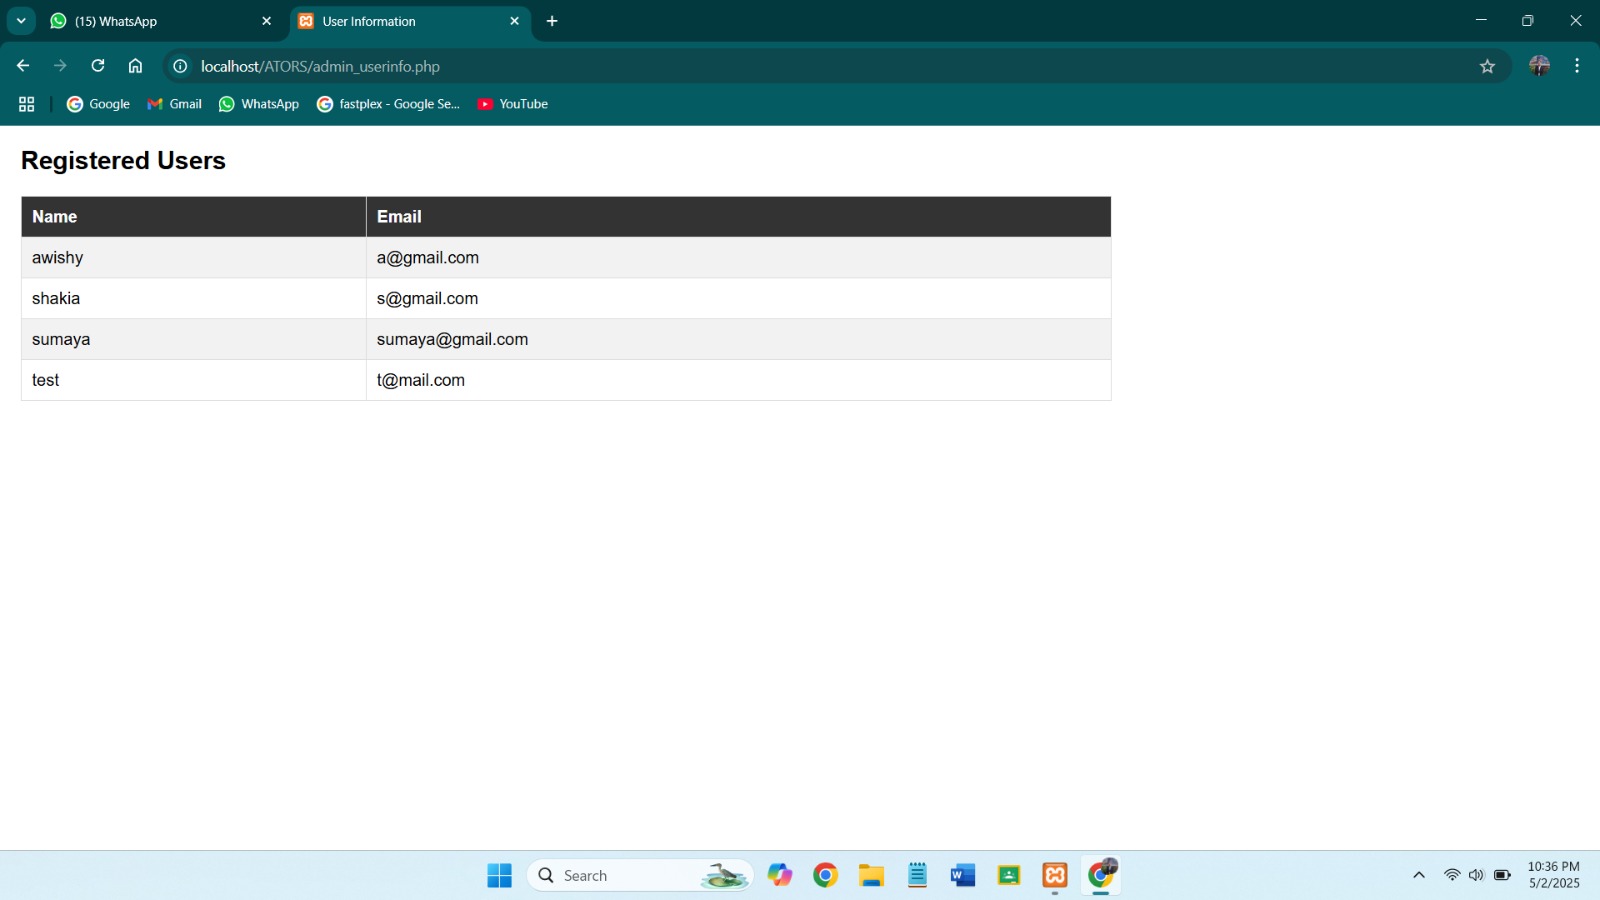 (15) WhatsApp
User Information
localhost/ATORS/admin_userinfo.php
Google Gmail WhatsApp fastplex - Google Se... YouTube
Registered Users
Name Email
awishy a@gmail.com
shakia s@gmail.com
sumaya sumaya@gmail.com
test t@mail.com
Search
10:36 PM
5/2/2025